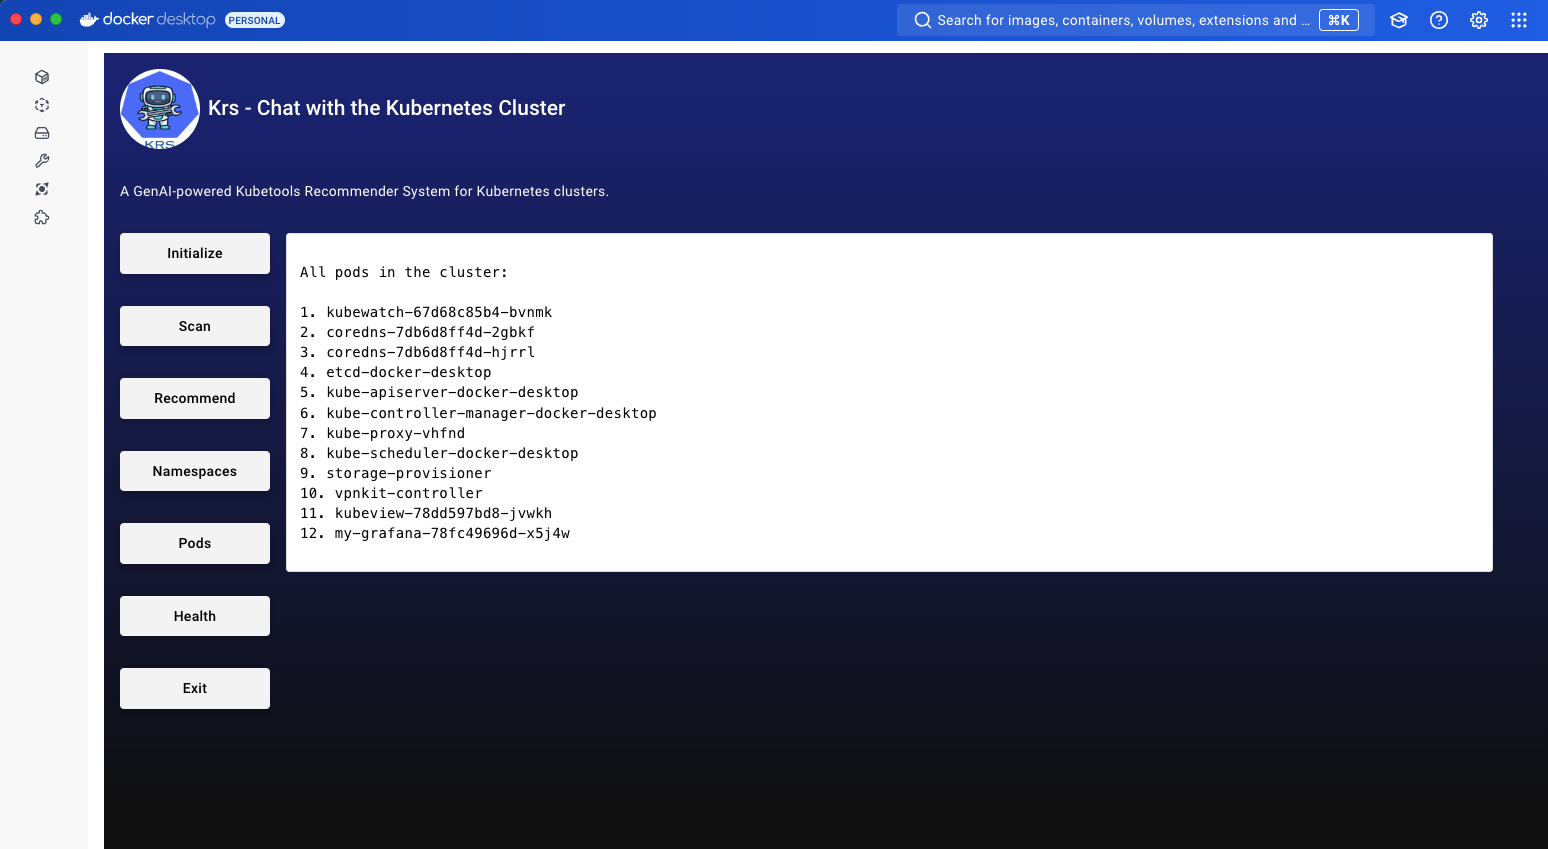 docker desktop PERSONAL
Search for images, containers, volumes, extensions and ... ⌘K
KRS
Krs - Chat with the Kubernetes Cluster
A GenAI-powered Kubetools Recommender System for Kubernetes clusters.
Initialize
Scan
Recommend
Namespaces
Pods
Health
Exit
All pods in the cluster:
1. kubewatch-67d68c85b4-bvnmk
2. coredns-7db6d8ff4d-2gbkf
3. coredns-7db6d8ff4d-hjrrl
4. etcd-docker-desktop
5. kube-apiserver-docker-desktop
6. kube-controller-manager-docker-desktop
7. kube-proxy-vhfnd
8. kube-scheduler-docker-desktop
9. storage-provisioner
10. vpnkit-controller
11. kubeview-78dd597bd8-jvwkh
12. my-grafana-78fc49696d-x5j4w